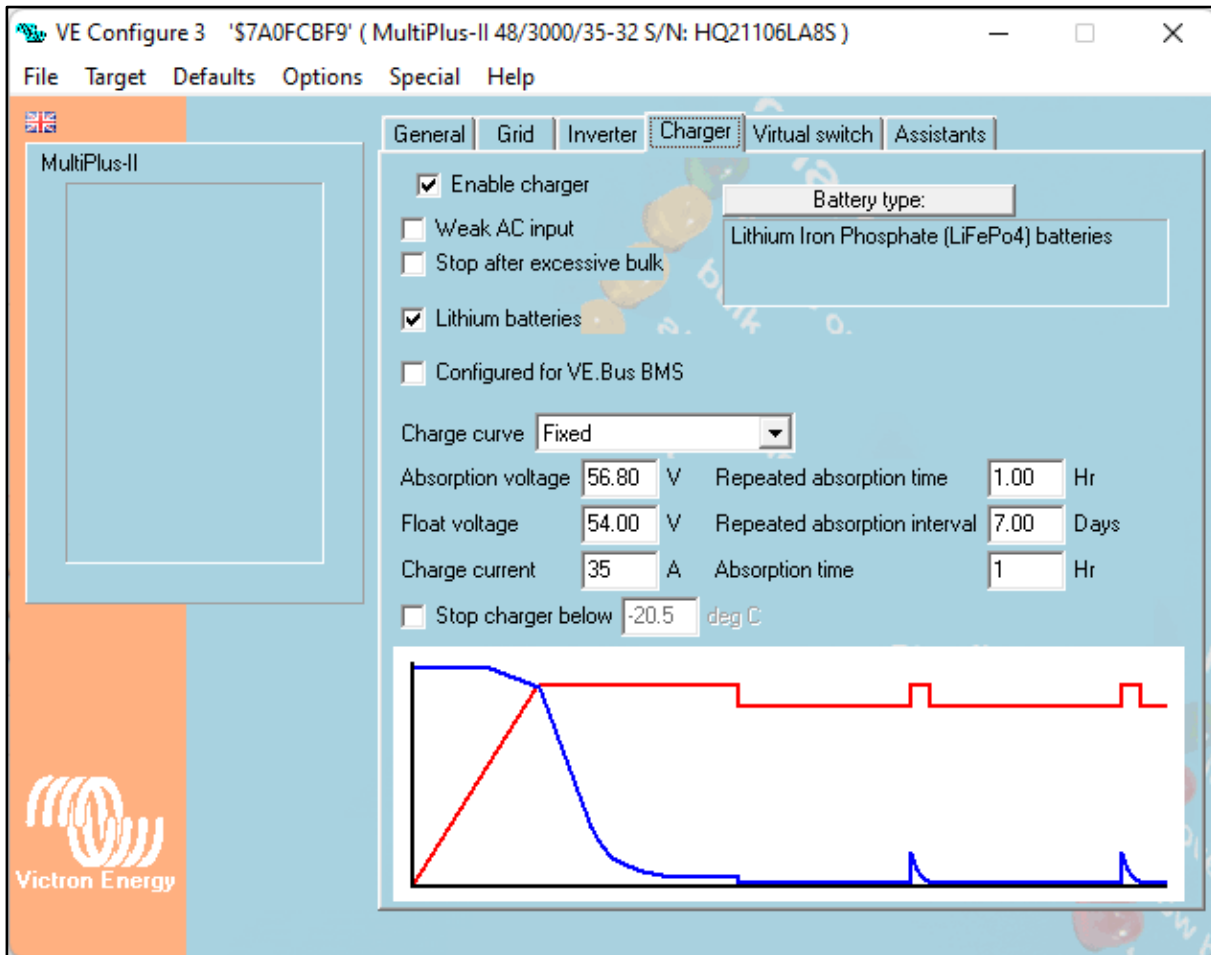 VE Configure 3 '$7A0FCBF9' ( MultiPlus-II 48/3000/35-32 S/N: HQ21106LA8S )
File Target Defaults Options Special Help
MultiPlus-II
General Grid Inverter Charger Virtual switch Assistants
Enable charger
Battery type:
Weak AC input
Lithium Iron Phosphate (LiFePo4) batteries
Stop after excessive bulk
Lithium batteries
Configured for VE.Bus BMS
Charge curve Fixed
Absorption voltage 56.80 V Repeated absorption time 1.00 Hr
Float voltage 54.00 V Repeated absorption interval 7.00 Days
Charge current 35 A Absorption time 1 Hr
Stop charger below -20.5 deg C
Victron Energy